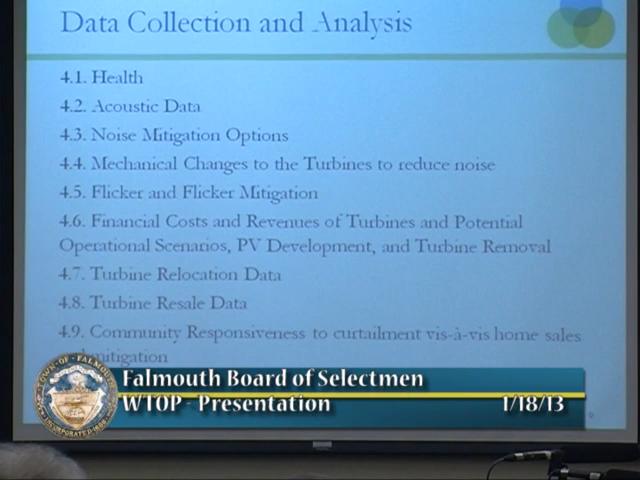 Data Collection and Analysis
4.1. Health
4.2. Acoustic Data
4.3. Noise Mitigation Options
4.4. Mechanical Changes to the Turbines to reduce noise
4.5. Flicker and Flicker Mitigation
4.6. Financial Costs and Revenues of Turbines and Potential
Operational Scenarios, PV Development, and Turbine Removal
4.7. Turbine Relocation Data
4.8. Turbine Resale Data
4.9. Community Responsiveness to curtailment vis-à-vis home sales
mitigation
TOWN OF FALMOUTH
Falmouth Board of Selectmen
WTOP - Presentation 1/18/13